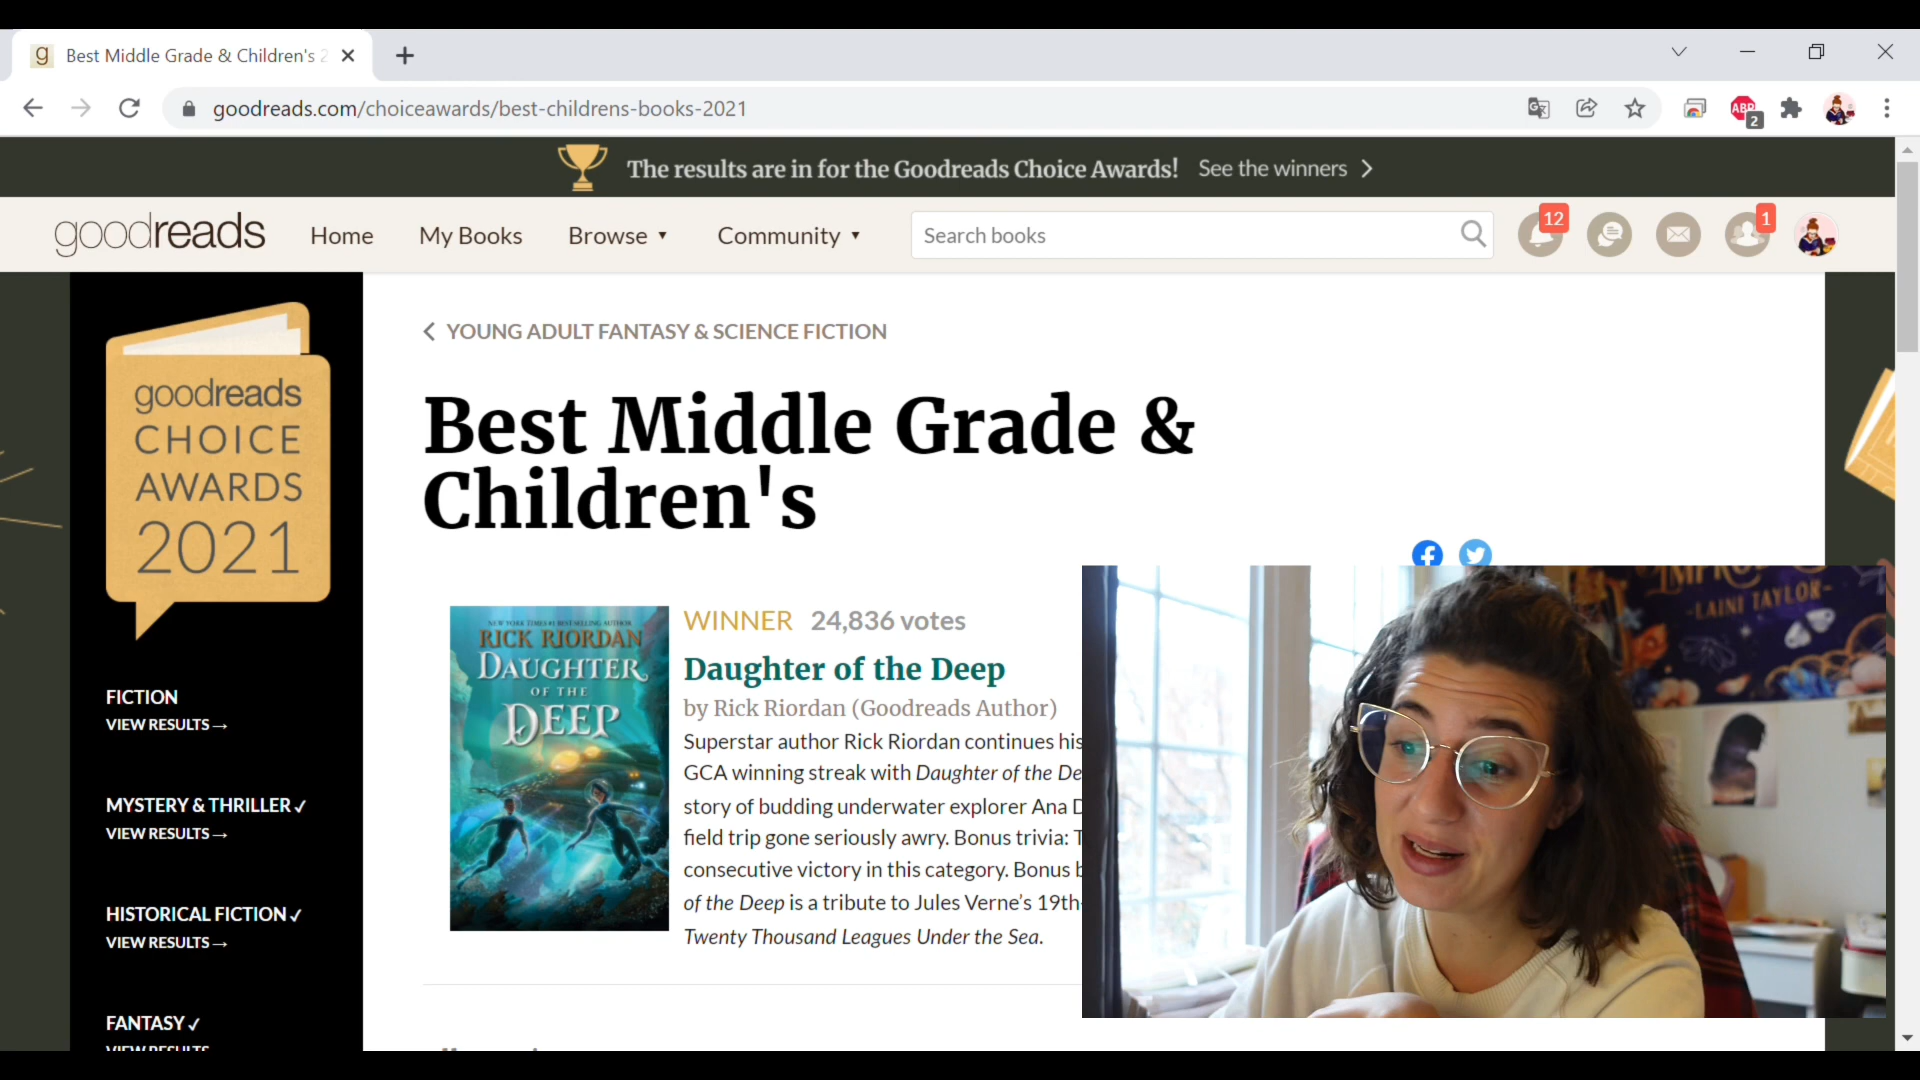 g Best Middle Grade & Children's 2
goodreads.com/choiceawards/best-childrens-books-2021
ABP 2
The results are in for the Goodreads Choice Awards! See the winners
goodreads Home My Books Browse Community Search books 12 1
goodreads
CHOICE
AWARDS
2021
FICTION
VIEW RESULTS→
MYSTERY & THRILLER✓
VIEW RESULTS→
HISTORICAL FICTION✓
VIEW RESULTS→
FANTASY✓
VIEW RESULTS
YOUNG ADULT FANTASY & SCIENCE FICTION
Best Middle Grade &
Children's
NEW YORK TIMES #1 BEST-SELLING AUTHOR
RICK RIORDAN
DAUGHTER
OF THE
DEEP
WINNER 24,836 votes
Daughter of the Deep
by Rick Riordan (Goodreads Author)
Superstar author Rick Riordan continues his
GCA winning streak with Daughter of the De
story of budding underwater explorer Ana D
field trip gone seriously awry. Bonus trivia: T
consecutive victory in this category. Bonus b
of the Deep is a tribute to Jules Verne's 19th-
Twenty Thousand Leagues Under the Sea.
-LAINI TAYLOR-